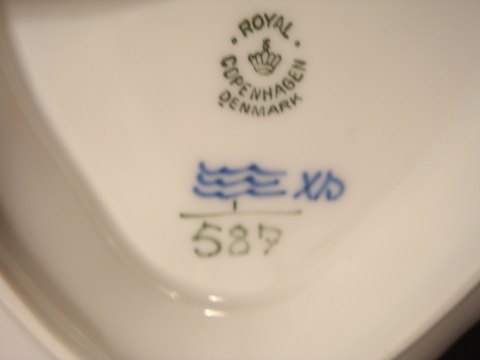 ROYAL
COPENHAGEN
DENMARK
1
587